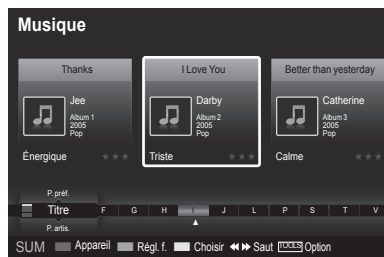 Musique
Thanks
I Love You
Better than yesterday
Jee
Album 1
2005
Pop
Darby
Album 2
2005
Pop
Catherine
Album 3
2005
Pop
Énergique
Triste
Calme
P.préf.
Titre F G H I J L P S T V
P. artis.
SUM Appareil Régl. f. Choisir Saut TOOLS Option